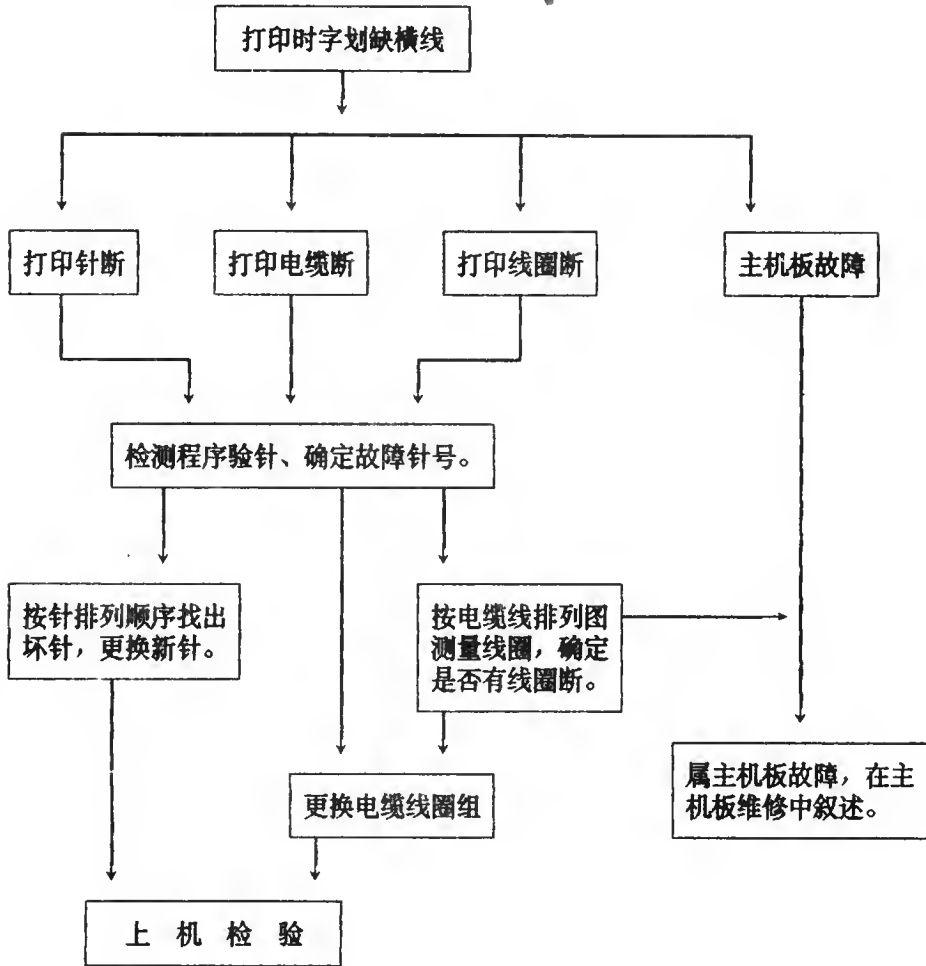 打印时字划缺横线
打印针断
打印电缆断
打印线圈断
主机板故障
检测程序验针、确定故障针号。
按针排列顺序找出
坏针，更换新针。
按电缆线排列图
测量线圈，确定
是否有线圈断。
更换电缆线圈组
属主机板故障，在主
机板维修中叙述。
上机检验